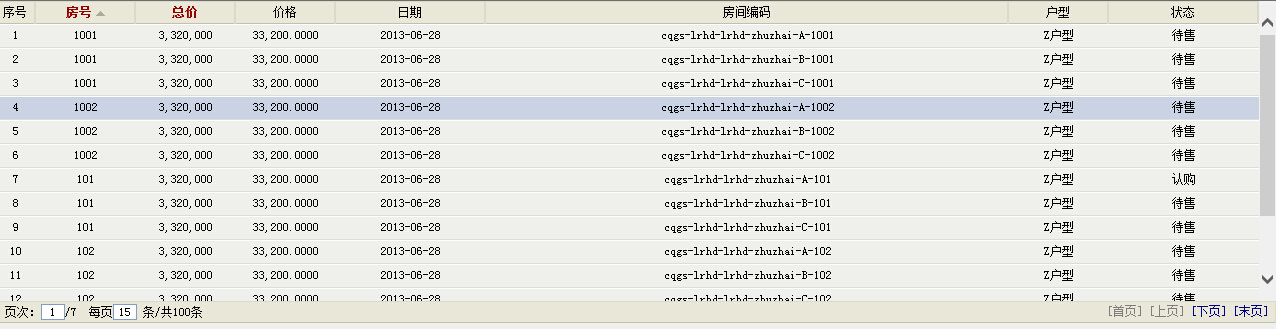 序号 房号 总价 价格 日期 房间编码 户型 状态
1 1001 3,320,000 33,200.0000 2013-06-28 cqgs-lrhd-lrhd-zhuzhai-A-1001 Z户型 待售
2 1001 3,320,000 33,200.0000 2013-06-28 cqgs-lrhd-lrhd-zhuzhai-B-1001 Z户型 待售
3 1001 3,320,000 33,200.0000 2013-06-28 cqgs-lrhd-lrhd-zhuzhai-C-1001 Z户型 待售
4 1002 3,320,000 33,200.0000 2013-06-28 cqgs-lrhd-lrhd-zhuzhai-A-1002 Z户型 待售
5 1002 3,320,000 33,200.0000 2013-06-28 cqgs-lrhd-lrhd-zhuzhai-B-1002 Z户型 待售
6 1002 3,320,000 33,200.0000 2013-06-28 cqgs-lrhd-lrhd-zhuzhai-C-1002 Z户型 待售
7 101 3,320,000 33,200.0000 2013-06-28 cqgs-lrhd-lrhd-zhuzhai-A-101 Z户型 认购
8 101 3,320,000 33,200.0000 2013-06-28 cqgs-lrhd-lrhd-zhuzhai-B-101 Z户型 待售
9 101 3,320,000 33,200.0000 2013-06-28 cqgs-lrhd-lrhd-zhuzhai-C-101 Z户型 待售
10 102 3,320,000 33,200.0000 2013-06-28 cqgs-lrhd-lrhd-zhuzhai-A-102 Z户型 待售
11 102 3,320,000 33,200.0000 2013-06-28 cqgs-lrhd-lrhd-zhuzhai-B-102 Z户型 待售
12 102 3,320,000 33,200.0000 2013-06-28 cqgs-lrhd-lrhd-zhuzhai-C-102 Z户型 待售
页次: 1 /7 每页 15 条/共100条 [首页] [上页] [下页] [末页]